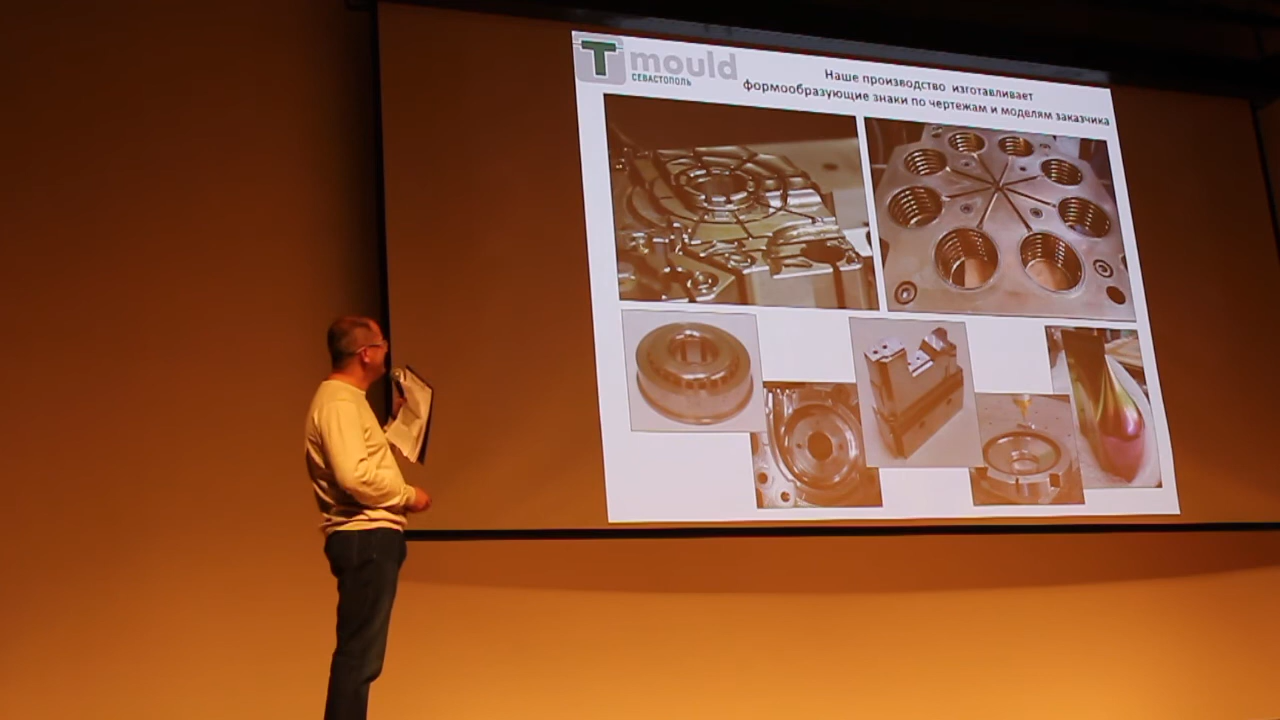 T mould
СЕВАСТОПОЛЬ
Наше производство изготавливает
формообразующие знаки по чертежам и моделям заказчика